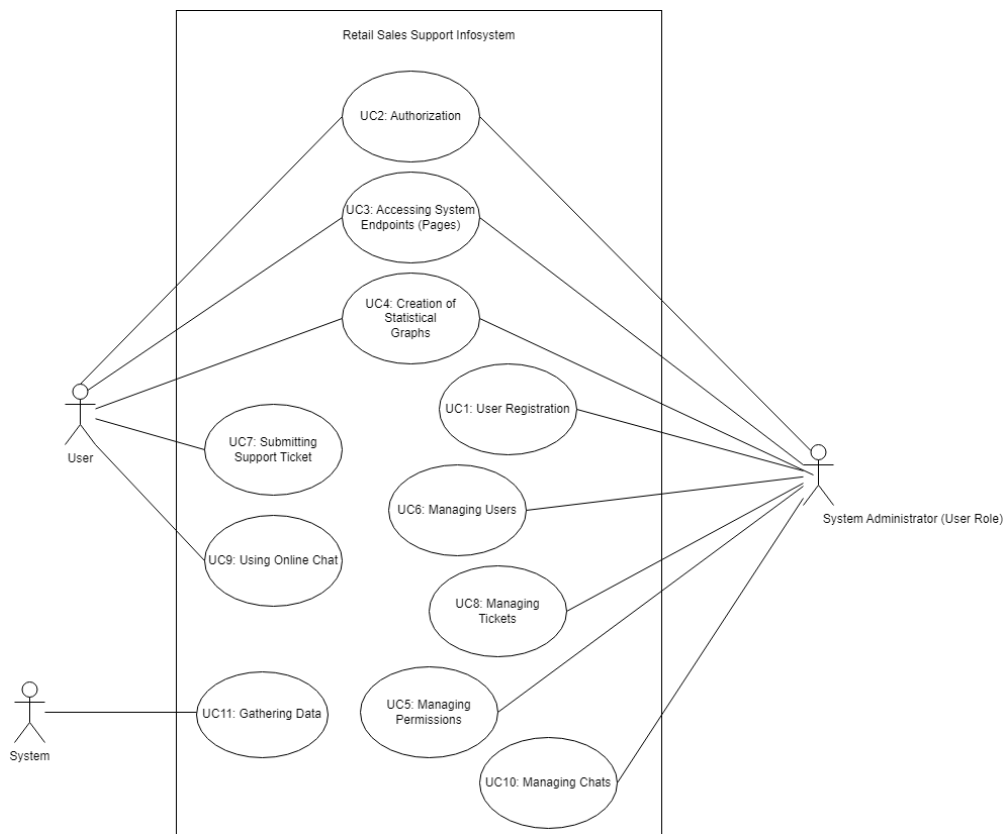 Retail Sales Support Infosystem
UC2: Authorization
UC3: Accessing System
Endpoints (Pages)
UC4: Creation of
Statistical
Graphs
UC1: User Registration
UC7: Submitting
Support Ticket
User
UC6: Managing Users
System Administrator (User Role)
UC9: Using Online Chat
UC8: Managing
Tickets
UC11: Gathering Data
UC5: Managing
Permissions
System
UC10: Managing Chats